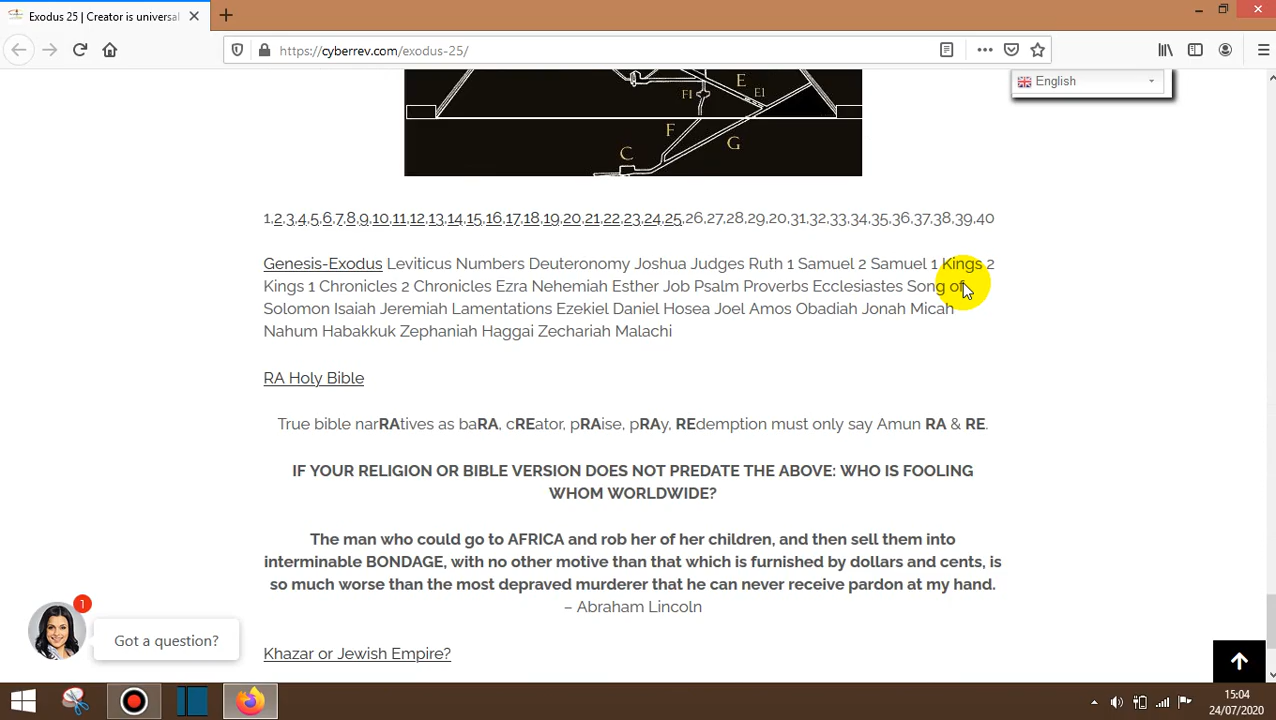 Exodus 25 | Creator is universal
https://cyberrev.com/exodus-25/
English
E
F1
E1
F
G
C
1,2,3,4,5,6,7,8,9,10,11,12,13,14,15,16,17,18,19,20,21,22,23,24,25,26,27,28,29,20,31,32,33,34,35,36,37,38,39,40
Genesis-Exodus Leviticus Numbers Deuteronomy Joshua Judges Ruth 1 Samuel 2 Samuel 1 Kings 2
Kings 1 Chronicles 2 Chronicles Ezra Nehemiah Esther Job Psalm Proverbs Ecclesiastes Song of
Solomon Isaiah Jeremiah Lamentations Ezekiel Daniel Hosea Joel Amos Obadiah Jonah Micah
Nahum Habakkuk Zephaniah Haggai Zechariah Malachi
RA Holy Bible
True bible narRAtives as baRA, cREator, pRAise, pRAy, REdemption must only say Amun RA & RE.
IF YOUR RELIGION OR BIBLE VERSION DOES NOT PREDATE THE ABOVE: WHO IS FOOLING
WHOM WORLDWIDE?
The man who could go to AFRICA and rob her of her children, and then sell them into
interminable BONDAGE, with no other motive than that which is furnished by dollars and cents, is
so much worse than the most depraved murderer that he can never receive pardon at my hand.
– Abraham Lincoln
1
Got a question?
Khazar or Jewish Empire?
15:04
24/07/2020